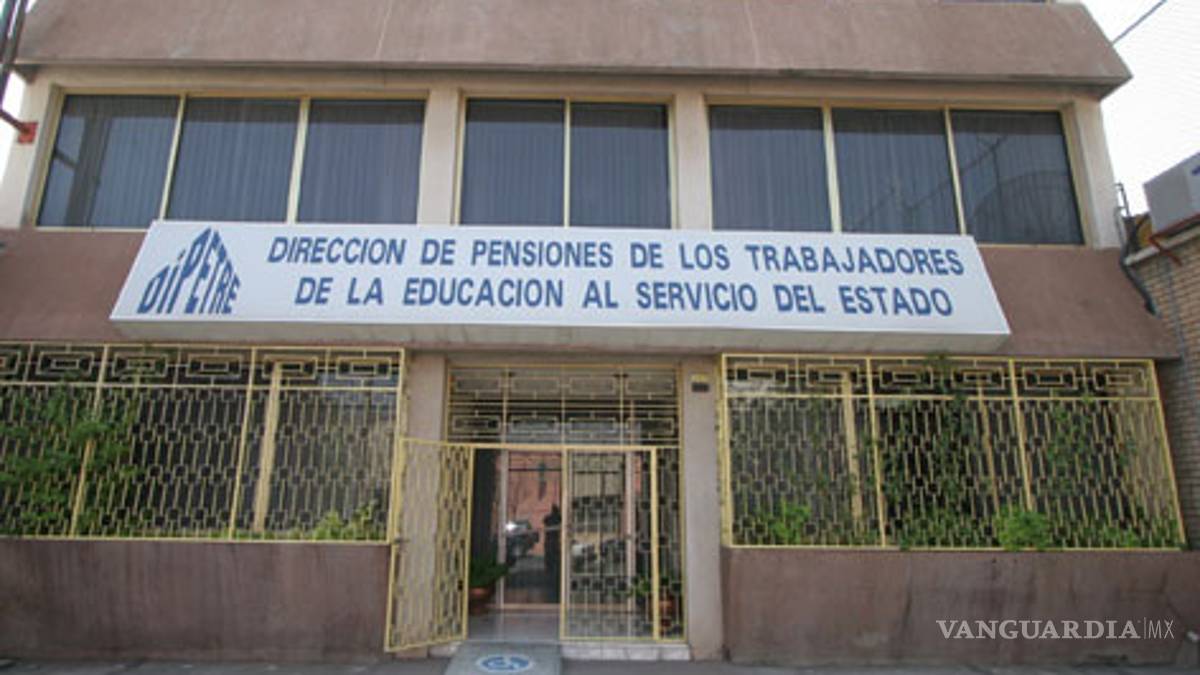 DiPETRE
DIRECCION DE PENSIONES DE LOS TRABAJADORES
DE LA EDUCACION AL SERVICIO DEL ESTADO
VANGUARDIA|MX